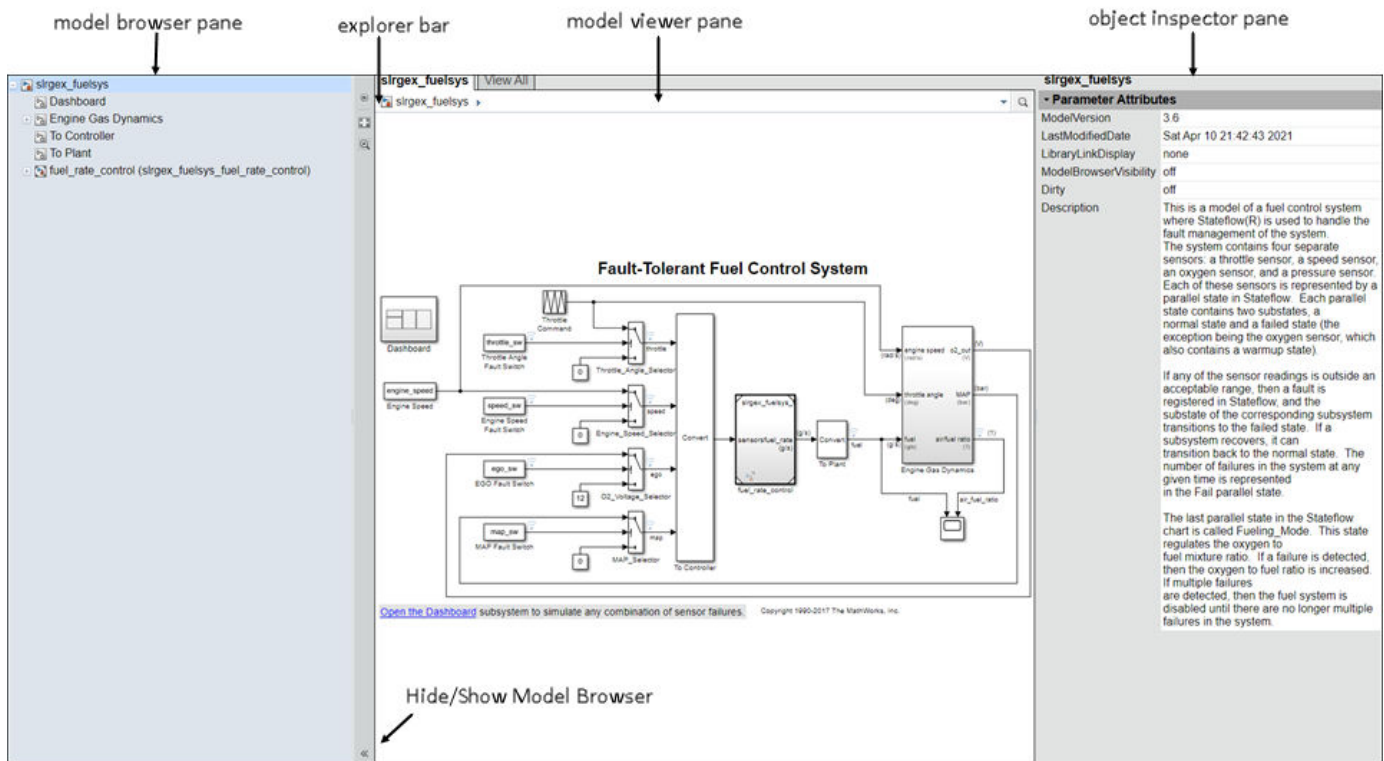 model browser pane
explorer bar
model viewer pane
object inspector pane
slrgex_fuelsys
Dashboard
Engine Gas Dynamics
To Controller
To Plant
fuel_rate_control (slrgex_fuelsys_fuel_rate_control)
slrgex_fuelsys
View All
slrgex_fuelsys
Fault-Tolerant Fuel Control System
Dashboard
Throttle
Command
throttle_sw
Throttle Angle
Fault Switch
0
Throttle_Angle_Selector
throttle
engine_speed
Engine Speed
speed_sw
Engine Speed
Fault Switch
0
Engine_Speed_Selector
speed
ego_sw
EGO Fault Switch
12
O2_Voltage_Selector
ego
map_sw
MAP Fault Switch
0
MAP_Selector
map
Convert
To Controller
slrgex_fuelsys_
sensors
fuel_rate
(g/s)
fuel_rate_control
(g/s)
Convert
To Plant
fuel
(rad/s)
engine speed
(rad/s)
o2_out
(V)
(V)
(deg)
throttle angle
(deg)
MAP
(bar)
(bar)
(g/s)
fuel
(g/s)
air/fuel ratio
(1)
(1)
Engine Gas Dynamics
fuel
air_fuel_ratio
Open the Dashboard subsystem to simulate any combination of sensor failures.
Copyright 1990-2017 The MathWorks, Inc.
Hide/Show Model Browser
slrgex_fuelsys
Parameter Attributes
ModelVersion 3.6
LastModifiedDate Sat Apr 10 21:42:43 2021
LibraryLinkDisplay none
ModelBrowserVisibility off
Dirty off
Description This is a model of a fuel control system
where Stateflow(R) is used to handle the
fault management of the system.
The system contains four separate
sensors: a throttle sensor, a speed sensor,
an oxygen sensor, and a pressure sensor.
Each of these sensors is represented by a
parallel state in Stateflow. Each parallel
state contains two substates, a
normal state and a failed state (the
exception being the oxygen sensor, which
also contains a warmup state).
If any of the sensor readings is outside an
acceptable range, then a fault is
registered in Stateflow, and the
substate of the corresponding subsystem
transitions to the failed state. If a
subsystem recovers, it can
transition back to the normal state. The
number of failures in the system at any
given time is represented
in the Fail parallel state.
The last parallel state in the Stateflow
chart is called Fueling_Mode. This state
regulates the oxygen to
fuel mixture ratio. If a failure is detected,
then the oxygen to fuel ratio is increased.
If multiple failures
are detected, then the fuel system is
disabled until there are no longer multiple
failures in the system.